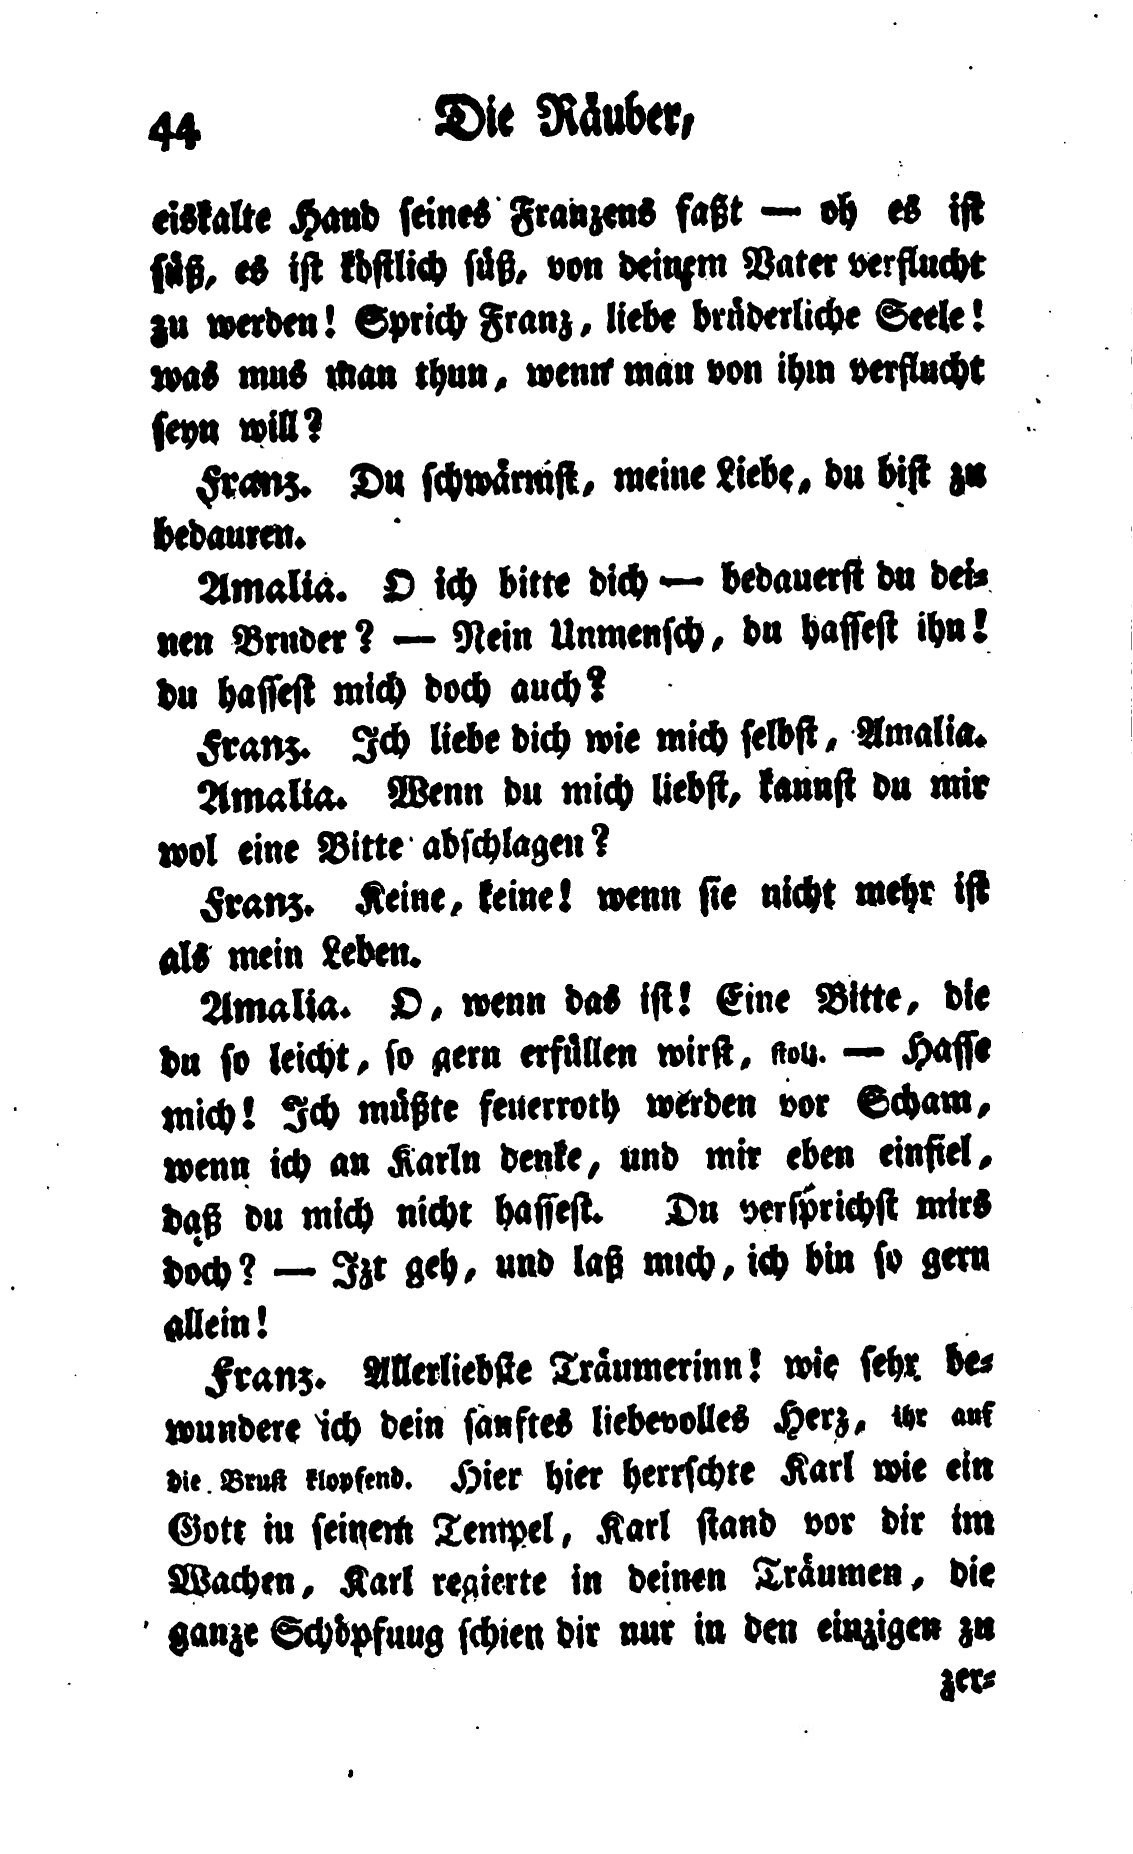 44 Die Räuber,
eiskalte Hand seines Franzens faßt — oh es ist
süß, es ist köstlich süß, von deinem Vater verflucht
zu werden! Sprich Franz, liebe brüderliche Seele!
was mus man thun, wenn man von ihm verflucht
seyn will?
Franz. Du schwärmst, meine Liebe, du bist zu
bedauren.
Amalia. O ich bitte dich — bedauerst du dei-
nen Bruder? — Nein Unmensch, du hassest ihn!
du hassest mich doch auch?
Franz. Ich liebe dich wie mich selbst, Amalia.
Amalia. Wenn du mich liebst, kannst du mir
wol eine Bitte abschlagen?
Franz. Keine, keine! wenn sie nicht mehr ist
als mein Leben.
Amalia. O, wenn das ist! Eine Bitte, die
du so leicht, so gern erfüllen wirst, stolz. — Hasse
mich! Ich müßte feuerroth werden vor Scham,
wenn ich an Karln denke, und mir eben einfiel,
daß du mich nicht hassest. Du versprichst mirs
doch? — Izt geh, und laß mich, ich bin so gern
allein!
Franz. Allerliebste Träumerinn! wie sehr be-
wundere ich dein sanftes liebevolles Herz, ihr auf
die Brust klopfend. Hier hier herrschte Karl wie ein
Gott in seinem Tempel, Karl stand vor dir im
Wachen, Karl regierte in deinen Träumen, die
ganze Schöpfung schien dir nur in den einzigen zu
zer-